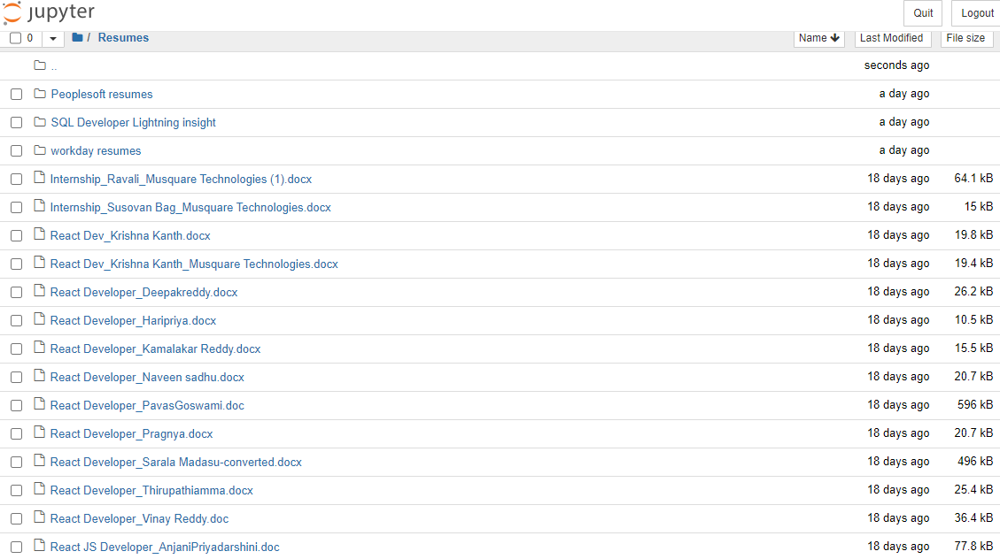 jupyter Quit Logout
0 / Resumes Name Last Modified File size
.. seconds ago
Peoplesoft resumes a day ago
SQL Developer Lightning insight a day ago
workday resumes a day ago
Internship_Ravali_Musquare Technologies (1).docx 18 days ago 64.1 kB
Internship_Susovan Bag_Musquare Technologies.docx 18 days ago 15 kB
React Dev_Krishna Kanth.docx 18 days ago 19.8 kB
React Dev_Krishna Kanth_Musquare Technologies.docx 18 days ago 19.4 kB
React Developer_Deepakreddy.docx 18 days ago 26.2 kB
React Developer_Haripriya.docx 18 days ago 10.5 kB
React Developer_Kamalakar Reddy.docx 18 days ago 15.5 kB
React Developer_Naveen sadhu.docx 18 days ago 20.7 kB
React Developer_PavasGoswami.doc 18 days ago 596 kB
React Developer_Pragnya.docx 18 days ago 20.7 kB
React Developer_Sarala Madasu-converted.docx 18 days ago 496 kB
React Developer_Thirupathiamma.docx 18 days ago 25.4 kB
React Developer_Vinay Reddy.doc 18 days ago 36.4 kB
React JS Developer_AnjaniPriyadarshini.doc 18 days ago 77.8 kB